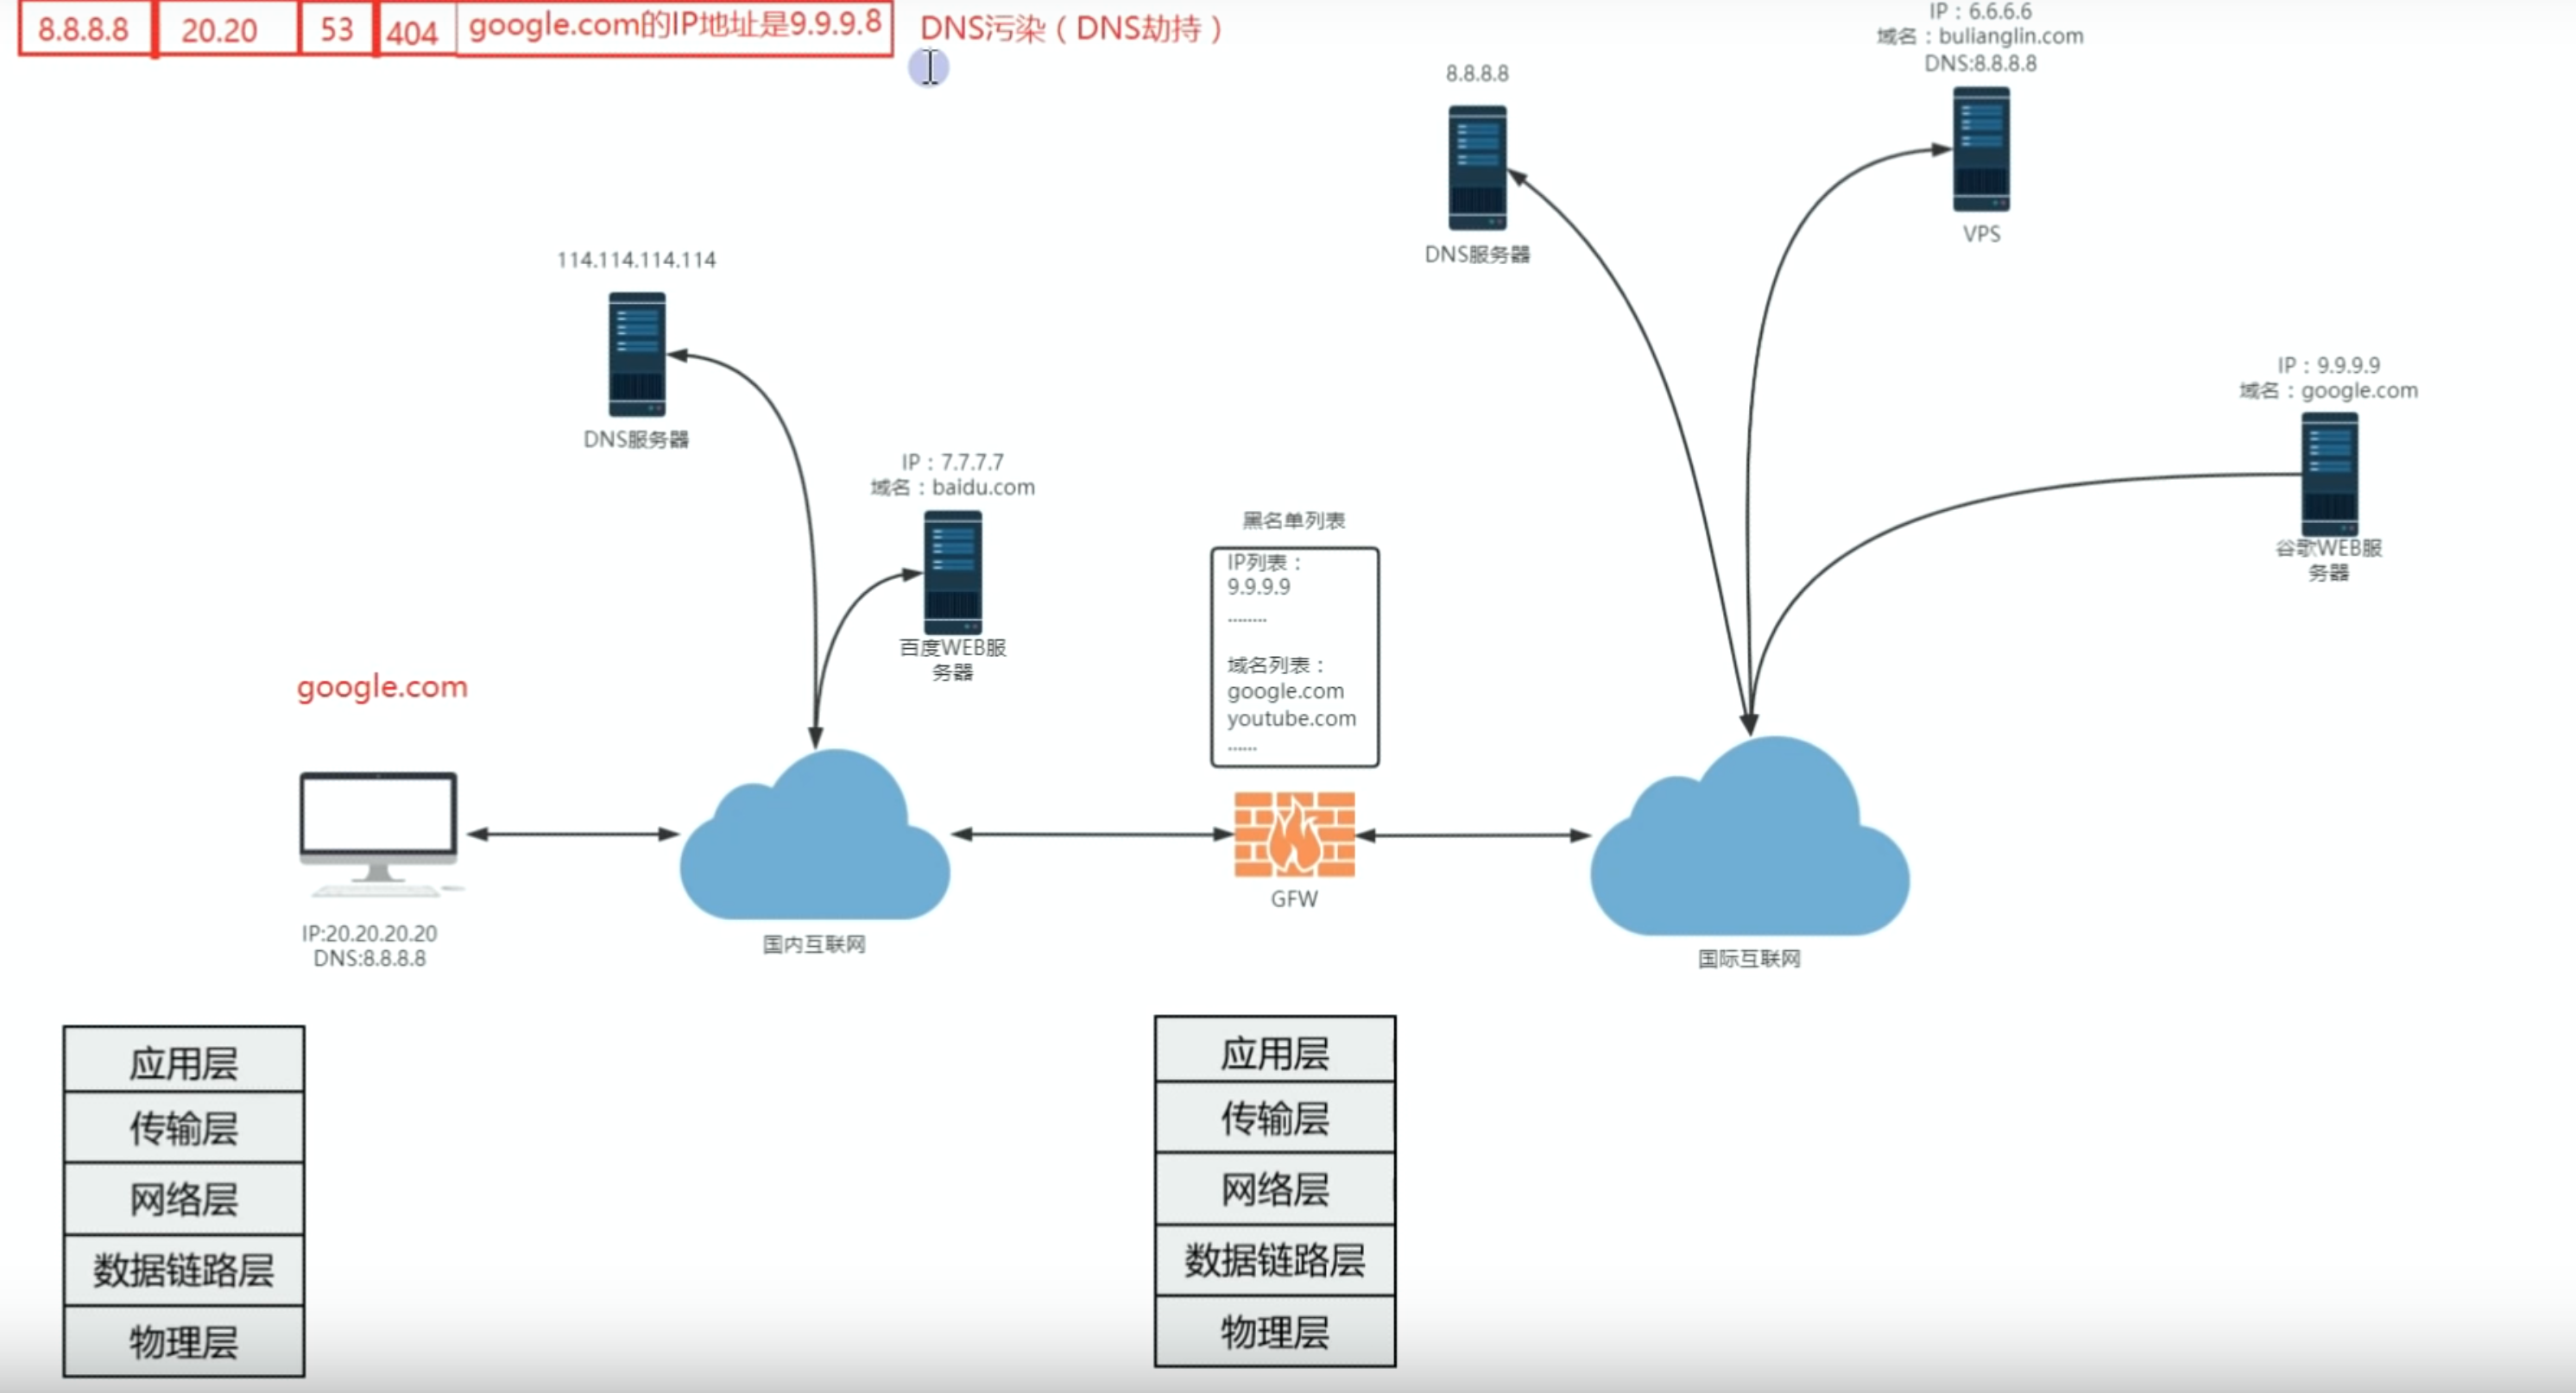 8.8.8.8 20.20 53 404 google.com的IP地址是9.9.9.8 DNS污染（DNS劫持）
IP：6.6.6.6
域名：bulianglin.com
DNS:8.8.8.8
VPS
8.8.8.8
DNS服务器
114.114.114.114
DNS服务器
IP：9.9.9.9
域名：google.com
谷歌WEB服
务器
IP：7.7.7.7
域名：baidu.com
百度WEB服
务器
黑名单列表
IP列表：
9.9.9.9
........
域名列表：
google.com
youtube.com
......
GFW
google.com
IP:20.20.20.20
DNS:8.8.8.8
国内互联网
国际互联网
应用层
传输层
网络层
数据链路层
物理层
应用层
传输层
网络层
数据链路层
物理层